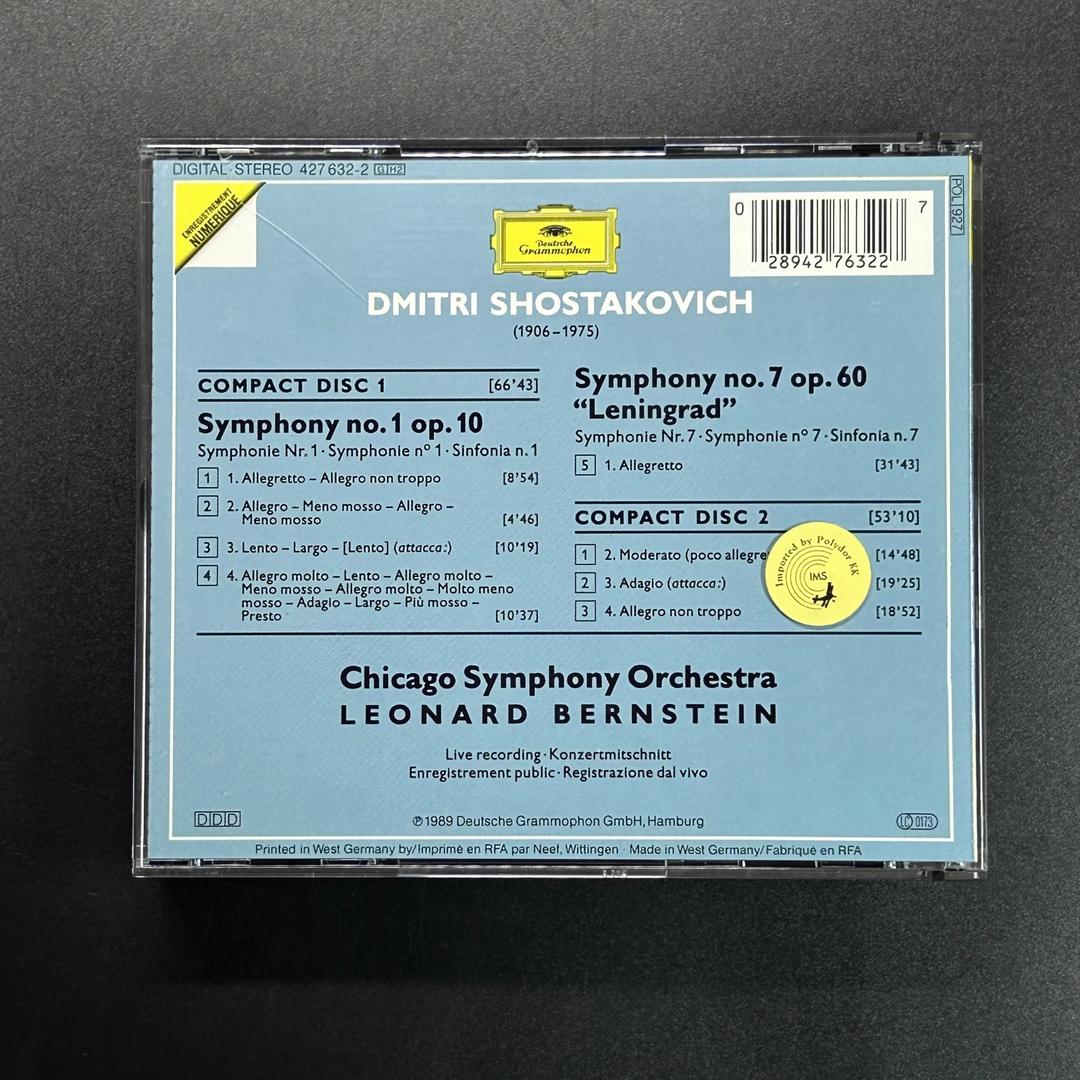 DIGITAL·STEREO 427 632-2 GH2
POL 927
ENREGISTREMENT
NUMERIQUE
Deutsche
Grammophon
0 28942 76322 7
DMITRI SHOSTAKOVICH
(1906–1975)
COMPACT DISC 1 [66'43]
Symphony no. 1 op. 10
Symphonie Nr. 1 · Symphonie nº 1 · Sinfonia n. 1
1 1. Allegretto – Allegro non troppo [8'54]
2 2. Allegro – Meno mosso – Allegro –
Meno mosso [4'46]
3 3. Lento – Largo – [Lento] (attacca:) [10'19]
4 4. Allegro molto – Lento – Allegro molto –
Meno mosso – Allegro molto – Molto meno
mosso – Adagio – Largo – Più mosso –
Presto [10'37]
Symphony no. 7 op. 60
“Leningrad”
Symphonie Nr. 7 · Symphonie nº 7 · Sinfonia n. 7
5 1. Allegretto [31'43]
COMPACT DISC 2 [53'10]
1 2. Moderato (poco allegre [14'48]
2 3. Adagio (attacca:) [19'25]
3 4. Allegro non troppo [18'52]
Imported by Polydor KK
IMS
Chicago Symphony Orchestra
LEONARD BERNSTEIN
Live recording · Konzertmitschnitt
Enregistrement public · Registrazione dal vivo
DDD
℗ 1989 Deutsche Grammophon GmbH, Hamburg
LC 0173
Printed in West Germany by/Imprimé en RFA par Neef, Wittingen · Made in West Germany/Fabriqué en RFA